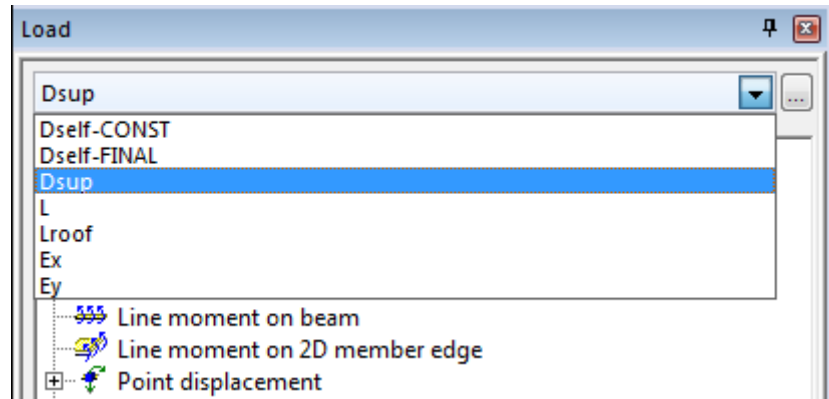 Load
Dsup
...
Dself-CONST
Dself-FINAL
Dsup
L
Lroof
Ex
Ey
Line moment on beam
Line moment on 2D member edge
Point displacement